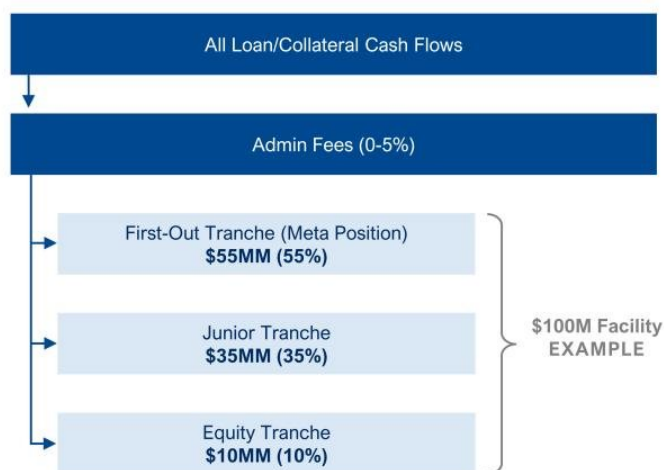 All Loan/Collateral Cash Flows
Admin Fees (0-5%)
First-Out Tranche (Meta Position)
$55MM (55%)
Junior Tranche
$35MM (35%)
$100M Facility
EXAMPLE
Equity Tranche
$10MM (10%)